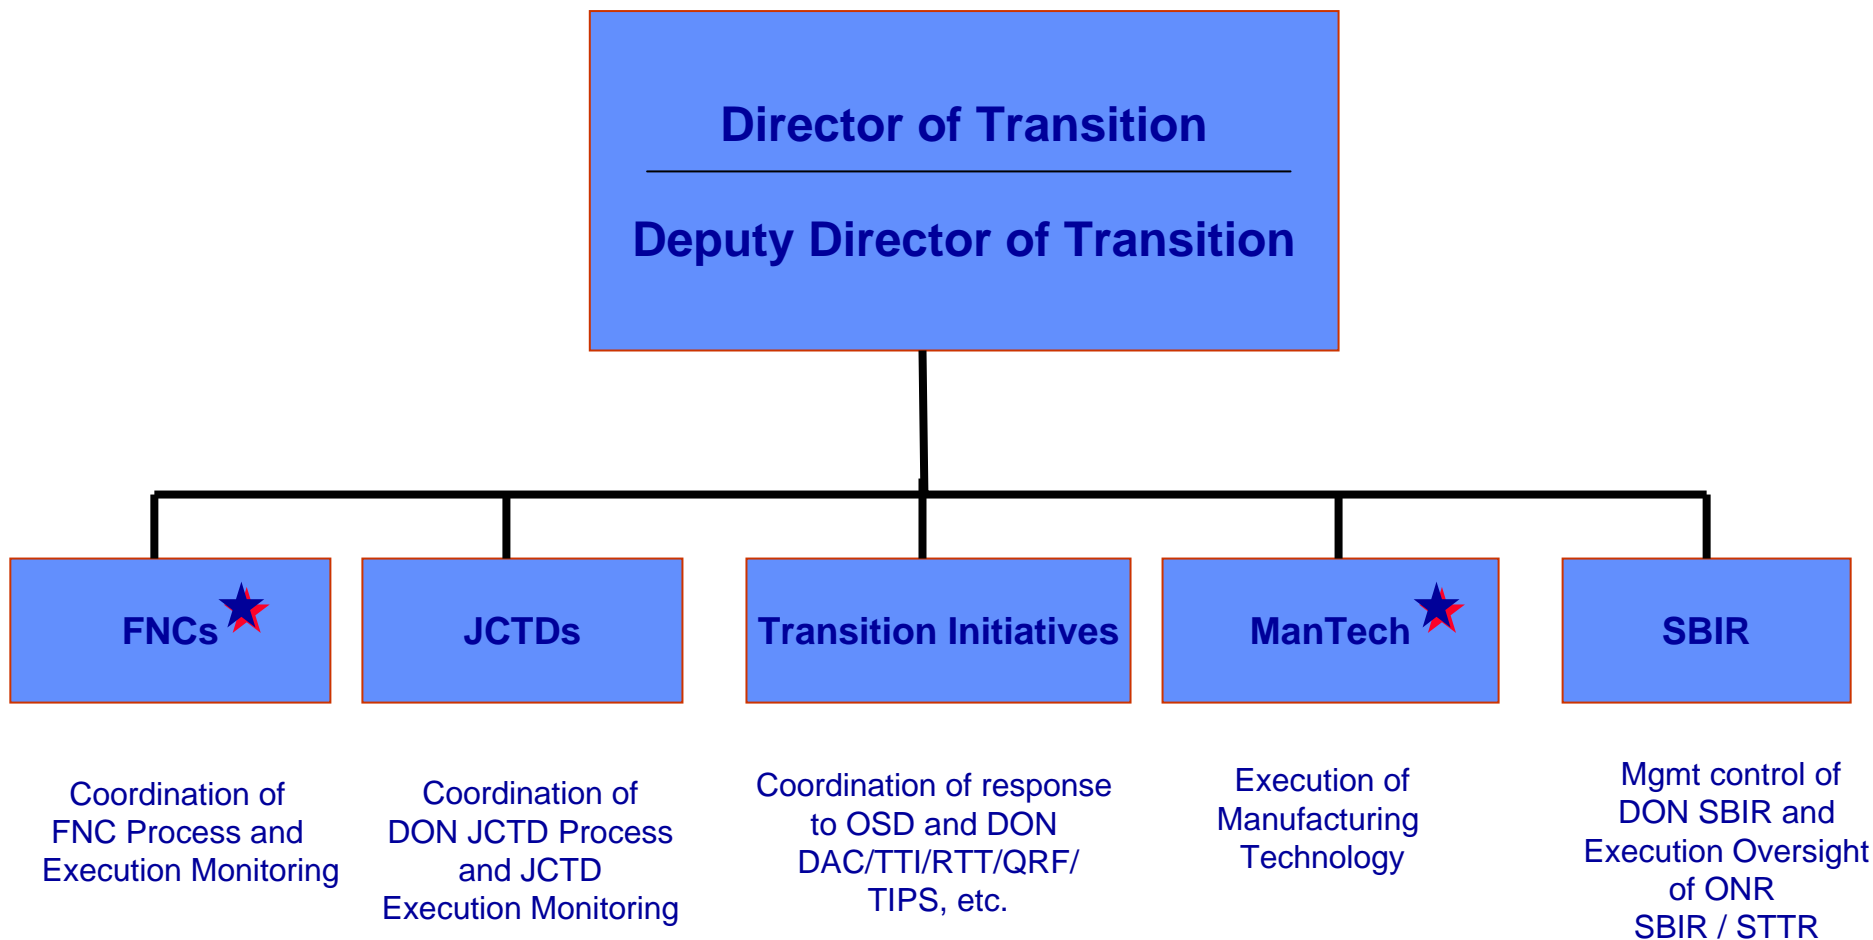 Director of Transition
Deputy Director of Transition
FNCs
JCTDs
Transition Initiatives
ManTech
SBIR
Coordination of
FNC Process and
Execution Monitoring
Coordination of
DON JCTD Process
and JCTD
Execution Monitoring
Coordination of response
to OSD and DON
DAC/TTI/RTT/QRF/
TIPS, etc.
Execution of
Manufacturing
Technology
Mgmt control of
DON SBIR and
Execution Oversight
of ONR
SBIR / STTR